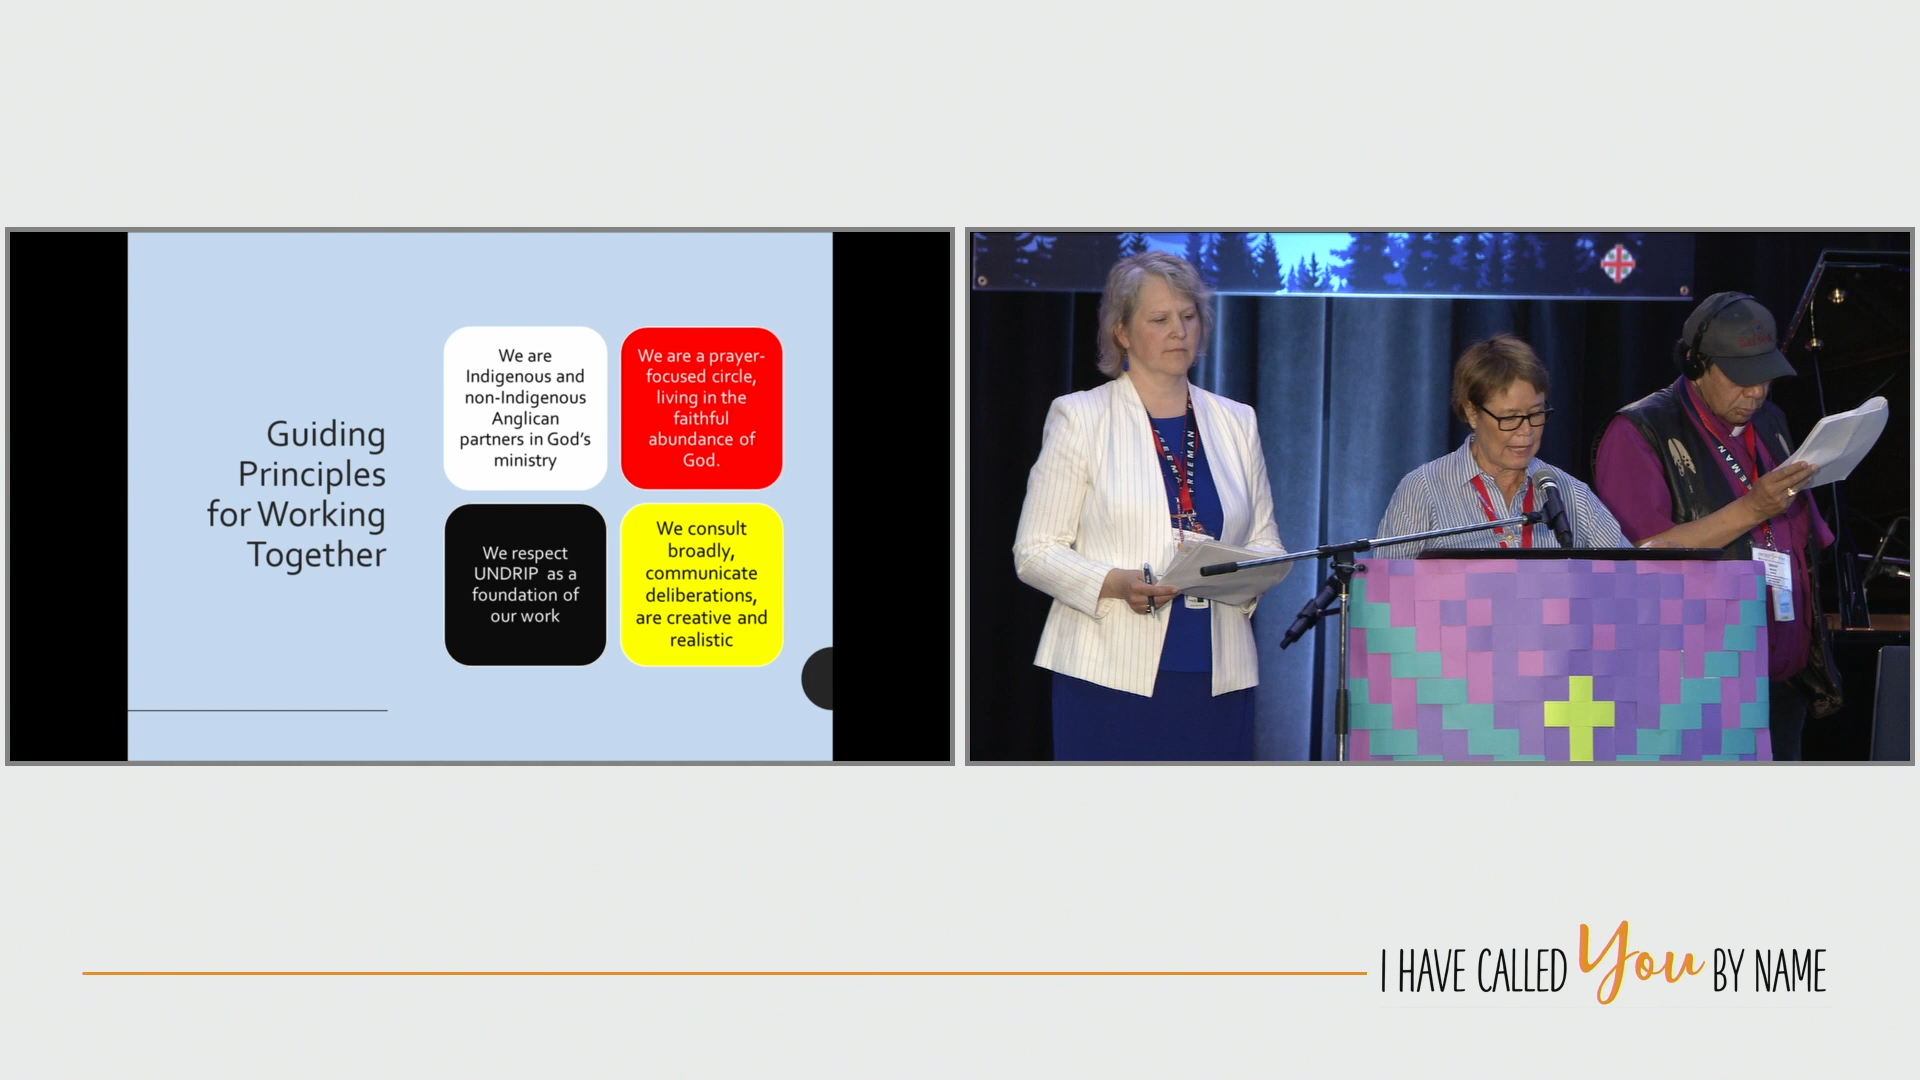 Guiding
Principles
for Working
Together
We are
Indigenous and
non-Indigenous
Anglican
partners in God's
ministry
We are a prayer-
focused circle,
living in the
faithful
abundance of
God.
We respect
UNDRIP as a
foundation of
our work
We consult
broadly,
communicate
deliberations,
are creative and
realistic
FREEMAN
FREEMAN
I HAVE CALLED You BY NAME